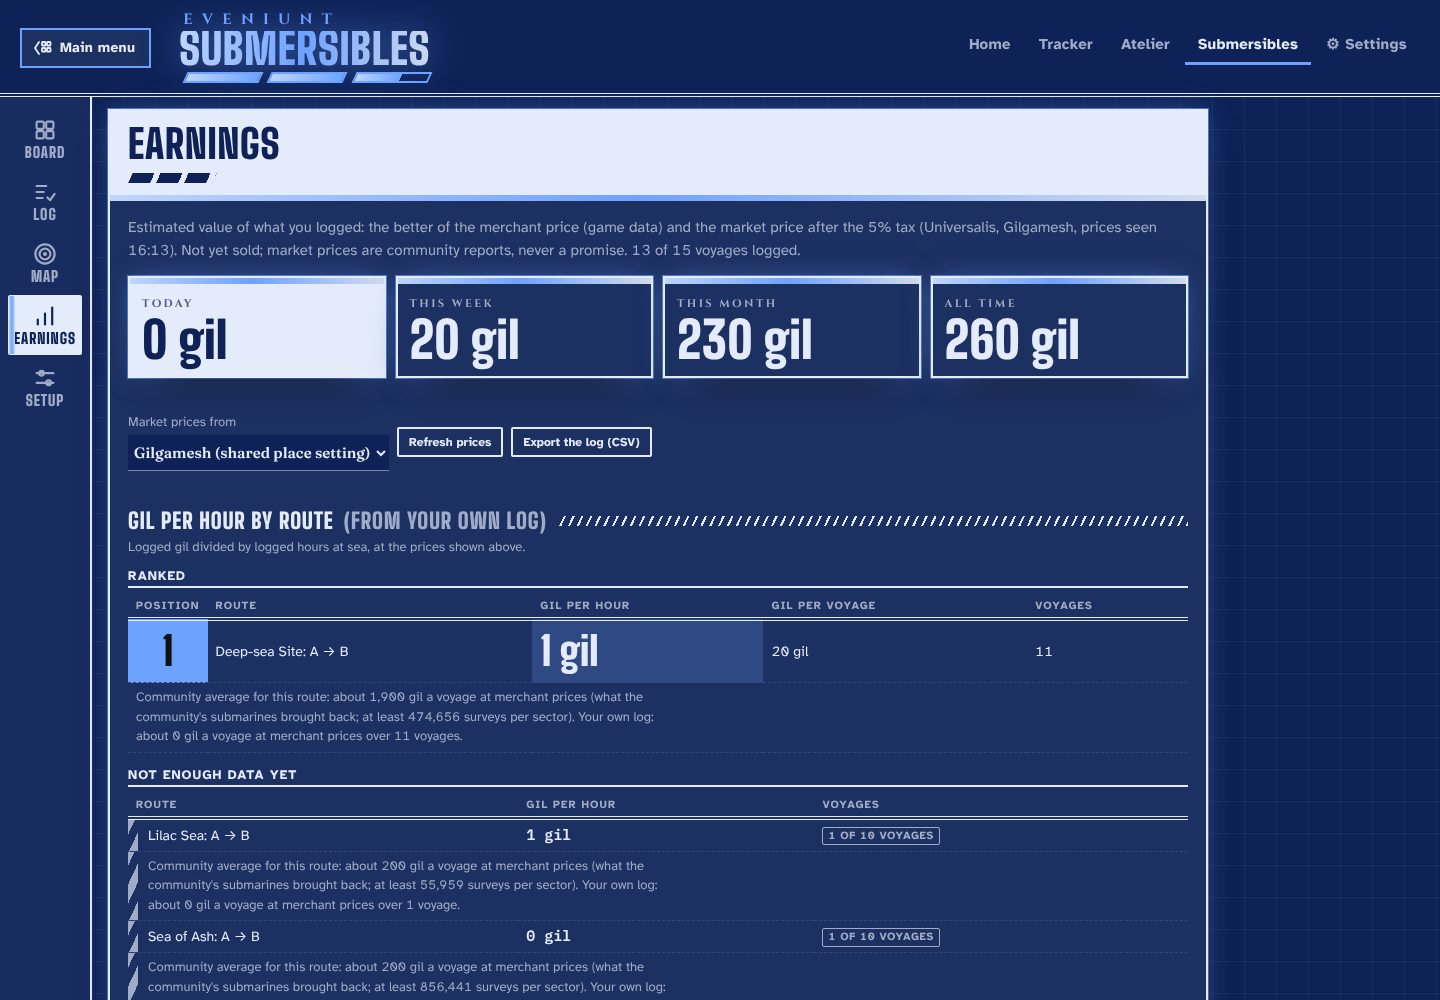 Main menu
EVENIUNT
SUBMERSIBLES
Home
Tracker
Atelier
Submersibles
⚙ Settings
BOARD
LOG
MAP
EARNINGS
SETUP
EARNINGS
Estimated value of what you logged: the better of the merchant price (game data) and the market price after the 5% tax (Universalis, Gilgamesh, prices seen
16:13). Not yet sold; market prices are community reports, never a promise. 13 of 15 voyages logged.
TODAY
0 gil
THIS WEEK
20 gil
THIS MONTH
230 gil
ALL TIME
260 gil
Market prices from
Gilgamesh (shared place setting)
Refresh prices
Export the log (CSV)
GIL PER HOUR BY ROUTE (FROM YOUR OWN LOG)
Logged gil divided by logged hours at sea, at the prices shown above.
RANKED
POSITION ROUTE GIL PER HOUR GIL PER VOYAGE VOYAGES
1 Deep-sea Site: A → B 1 gil 20 gil 11
Community average for this route: about 1,900 gil a voyage at merchant prices (what the
community's submarines brought back; at least 474,656 surveys per sector). Your own log:
about 0 gil a voyage at merchant prices over 11 voyages.
NOT ENOUGH DATA YET
ROUTE GIL PER HOUR VOYAGES
Lilac Sea: A → B 1 gil 1 OF 10 VOYAGES
Community average for this route: about 200 gil a voyage at merchant prices (what the
community's submarines brought back; at least 55,959 surveys per sector). Your own log:
about 0 gil a voyage at merchant prices over 1 voyage.
Sea of Ash: A → B 0 gil 1 OF 10 VOYAGES
Community average for this route: about 200 gil a voyage at merchant prices (what the
community's submarines brought back; at least 856,441 surveys per sector). Your own log: